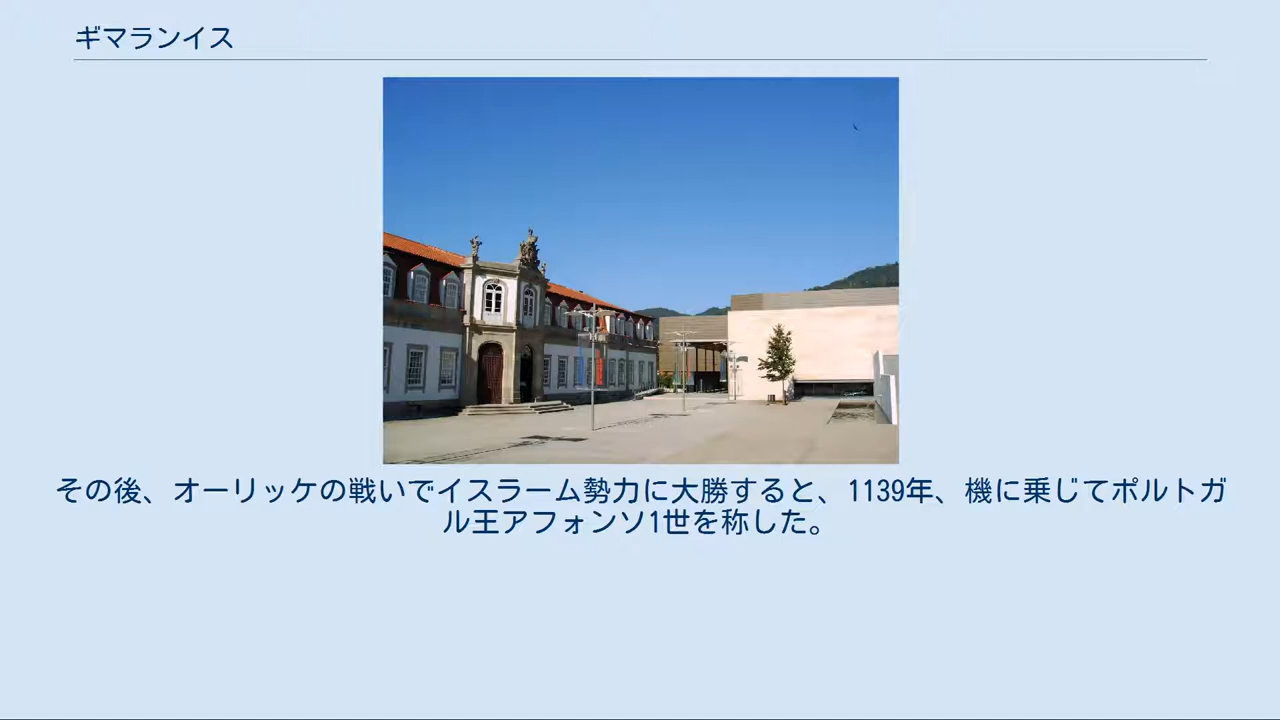 ギマランイス
その後、オーリッケの戦いでイスラーム勢力に大勝すると、1139年、機に乗じてポルトガ
ル王アフォンソ1世を称した。